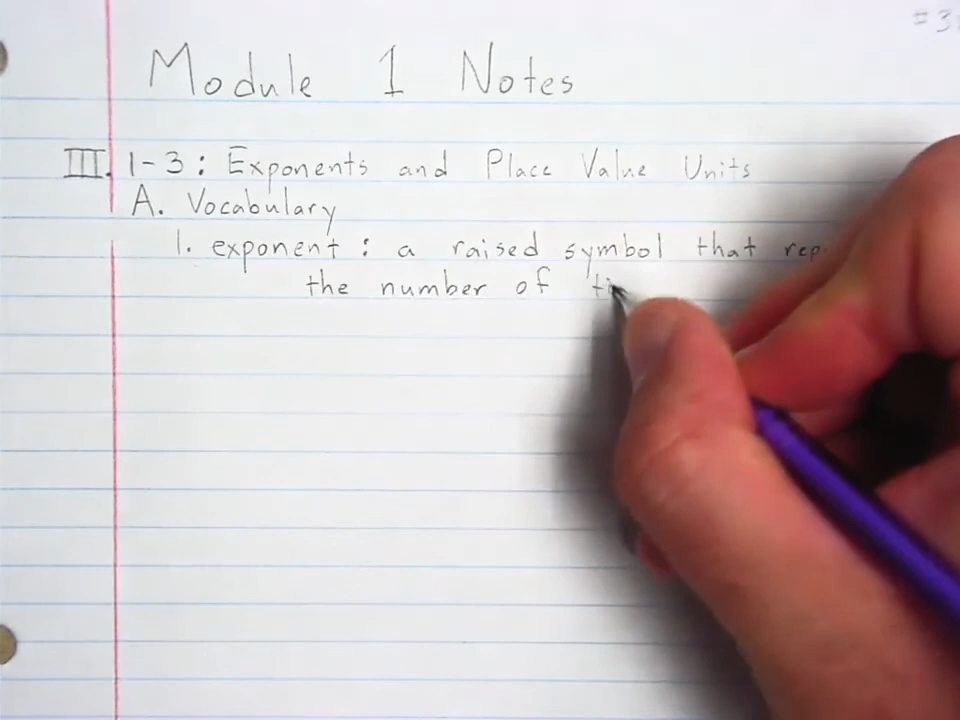 Module 1 Notes
III. 1-3: Exponents and Place Value Units
A. Vocabulary
1. exponent: a raised symbol that
the number of